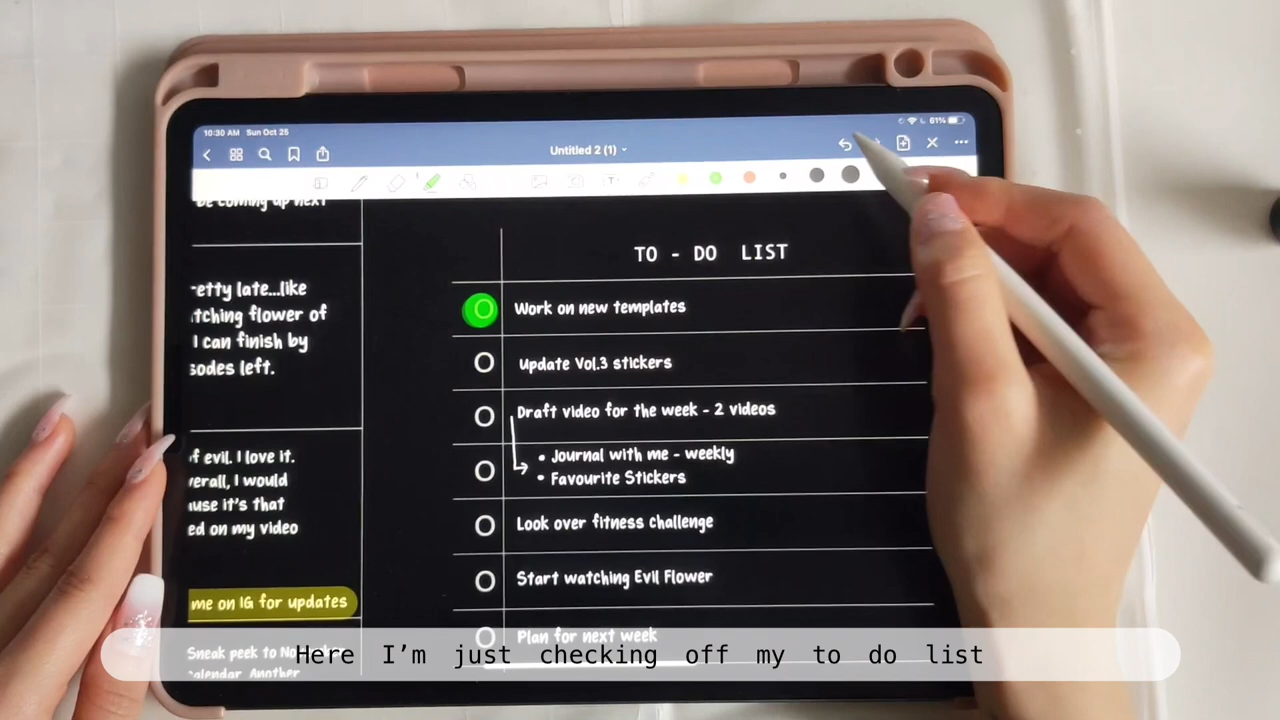 10:30 AM Sun Oct 25
61%
Untitled 2 (1)
be coming up next
etty late...like
tching flower of
I can finish by
sodes left.
f evil. I love it.
verall, I would
ause it's that
ed on my video
me on IG for updates
Sneak peek to
calendar. Another
TO - DO LIST
Work on new templates
Update Vol.3 stickers
Draft video for the week - 2 videos
• Journal with me - weekly
• Favourite Stickers
Look over fitness challenge
Start watching Evil Flower
Plan for next week
Here I'm just checking off my to do list